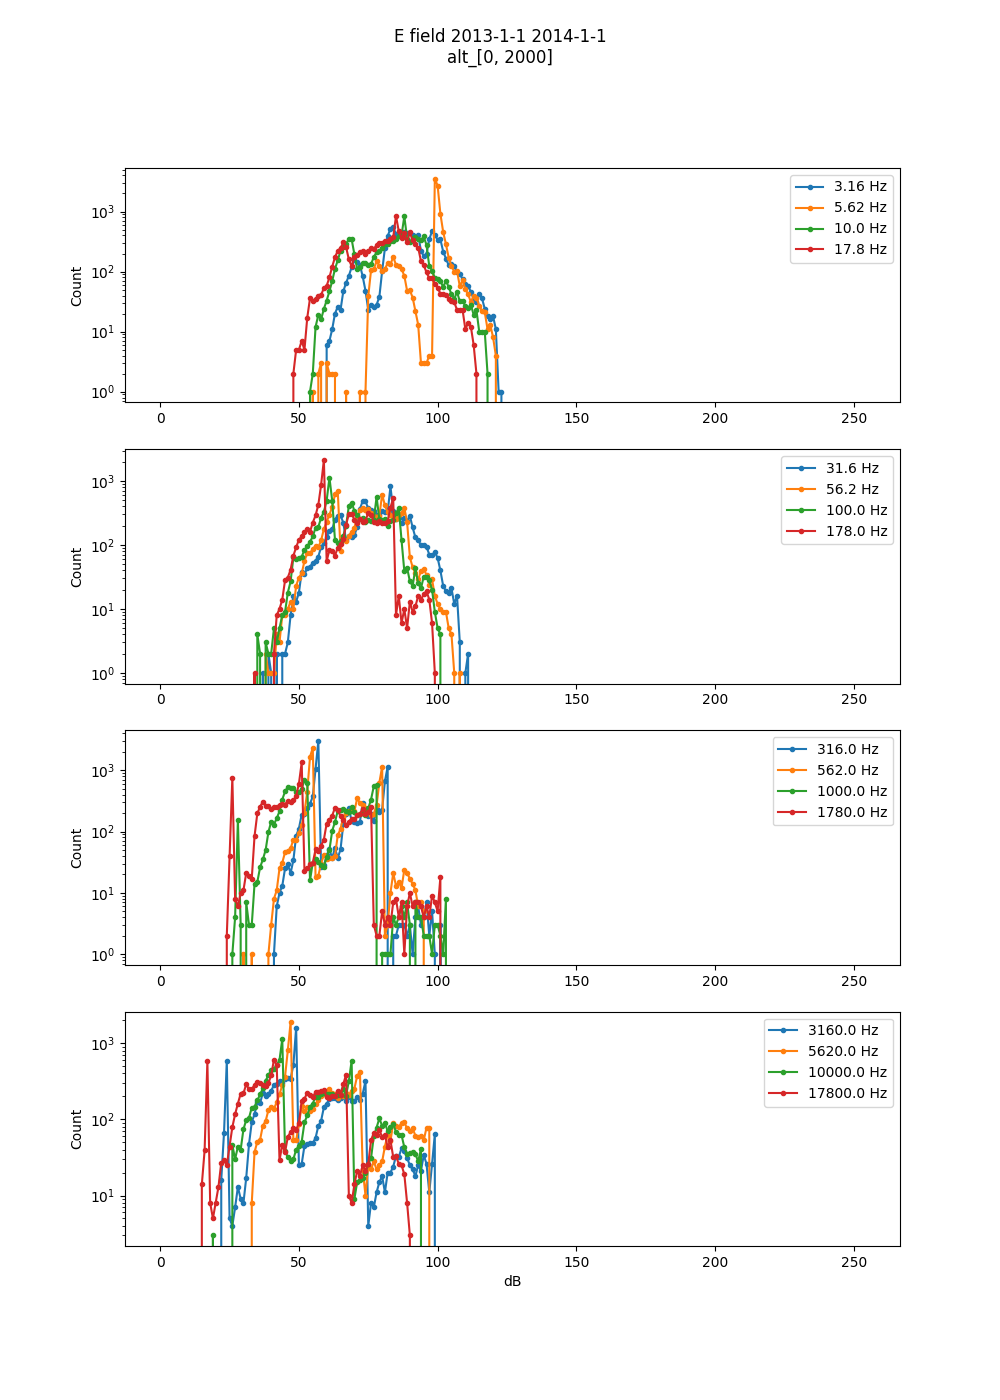 E field 2013-1-1 2014-1-1
alt_[0, 2000]
10³
10²
10¹
10⁰
Count
3.16 Hz
5.62 Hz
10.0 Hz
17.8 Hz
0 50 100 150 200 250
10³
10²
10¹
10⁰
Count
31.6 Hz
56.2 Hz
100.0 Hz
178.0 Hz
0 50 100 150 200 250
10³
10²
10¹
10⁰
Count
316.0 Hz
562.0 Hz
1000.0 Hz
1780.0 Hz
0 50 100 150 200 250
10³
10²
10¹
Count
3160.0 Hz
5620.0 Hz
10000.0 Hz
17800.0 Hz
0 50 100 150 200 250
dB